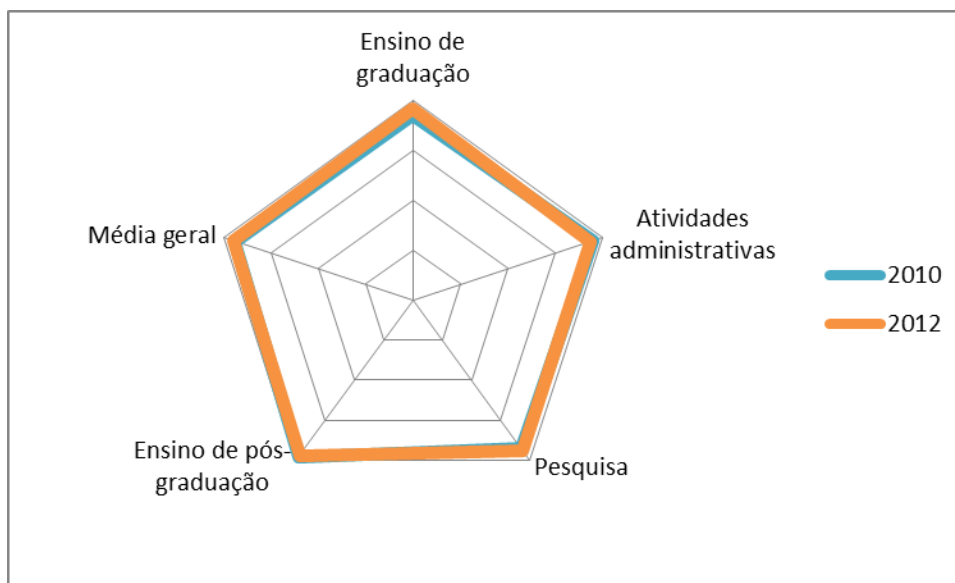 Ensino de
graduação
Atividades
administrativas
Média geral
2010
2012
Ensino de pós-
graduação
Pesquisa